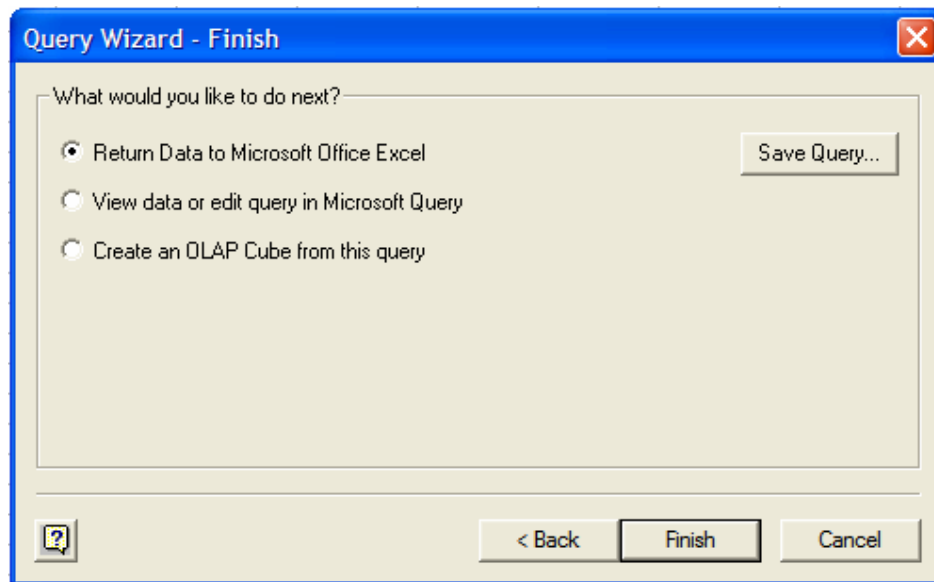 Query Wizard - Finish
What would you like to do next?
Return Data to Microsoft Office Excel
Save Query...
View data or edit query in Microsoft Query
Create an OLAP Cube from this query
?
< Back
Finish
Cancel